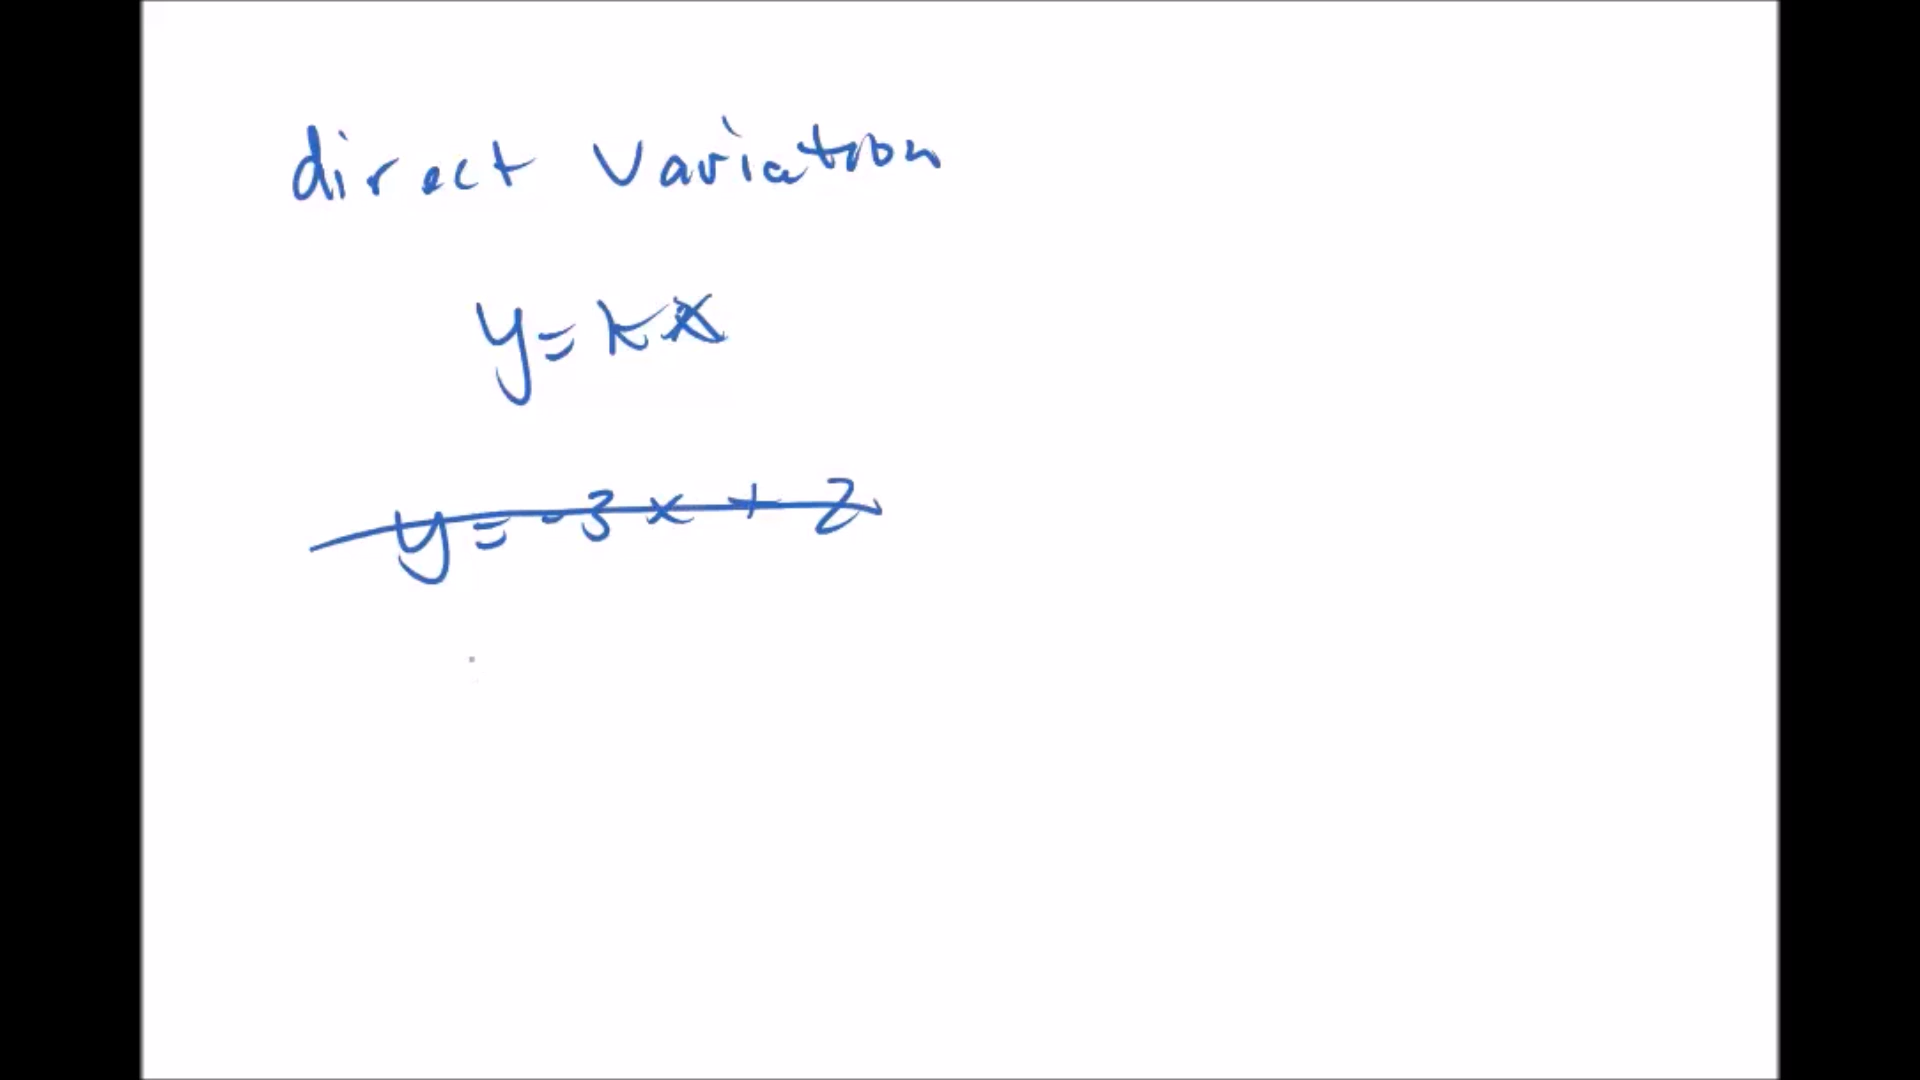 direct variation
y = kx
y = -3x + 2